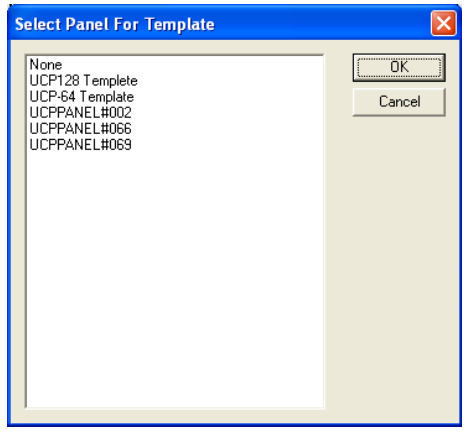 Select Panel For Template
None
UCP128 Templete
UCP-64 Template
UCPPANEL#002
UCPPANEL#066
UCPPANEL#069
OK
Cancel